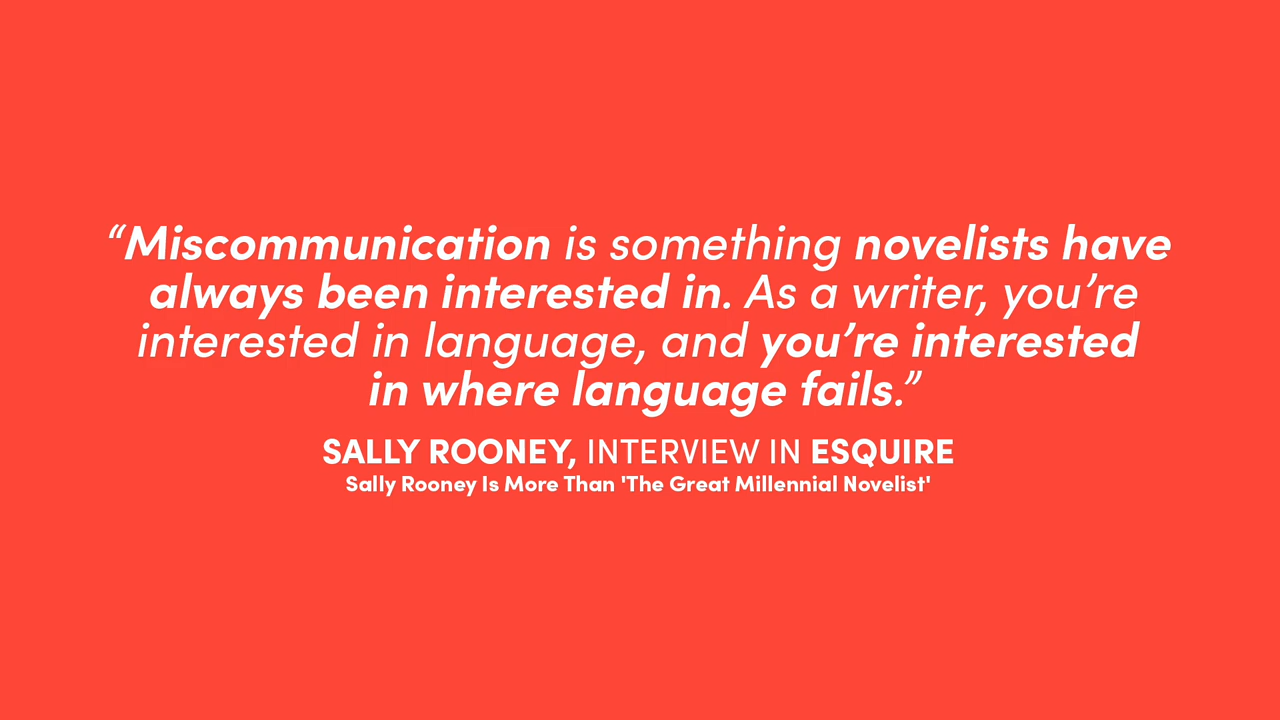 “Miscommunication is something novelists have
always been interested in. As a writer, you’re
interested in language, and you’re interested
in where language fails.”
SALLY ROONEY, INTERVIEW IN ESQUIRE
Sally Rooney Is More Than 'The Great Millennial Novelist'